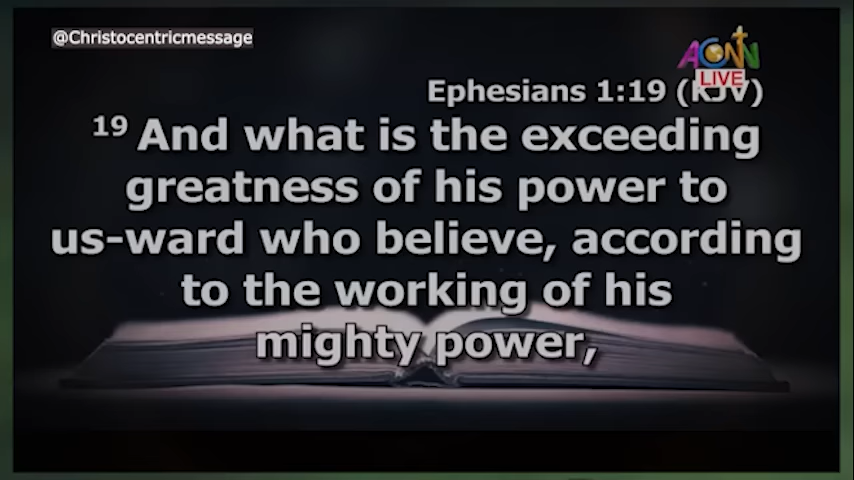 @Christocentricmessage
ACNN
LIVE
Ephesians 1:19 (KJV)
19 And what is the exceeding
greatness of his power to
us-ward who believe, according
to the working of his
mighty power,